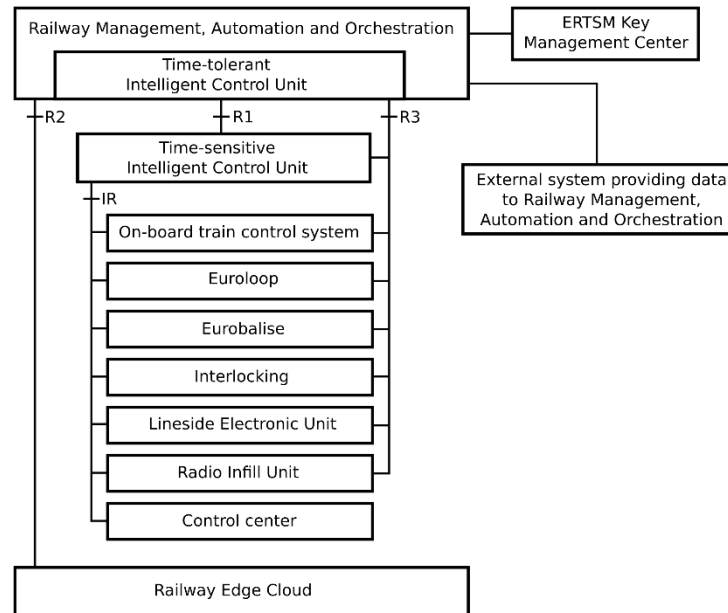 Railway Management, Automation and Orchestration
Time-tolerant
Intelligent Control Unit
ERTSM Key
Management Center
R2
R1
R3
Time-sensitive
Intelligent Control Unit
External system providing data
to Railway Management,
Automation and Orchestration
IR
On-board train control system
Euroloop
Eurobalise
Interlocking
Lineside Electronic Unit
Radio Infill Unit
Control center
Railway Edge Cloud